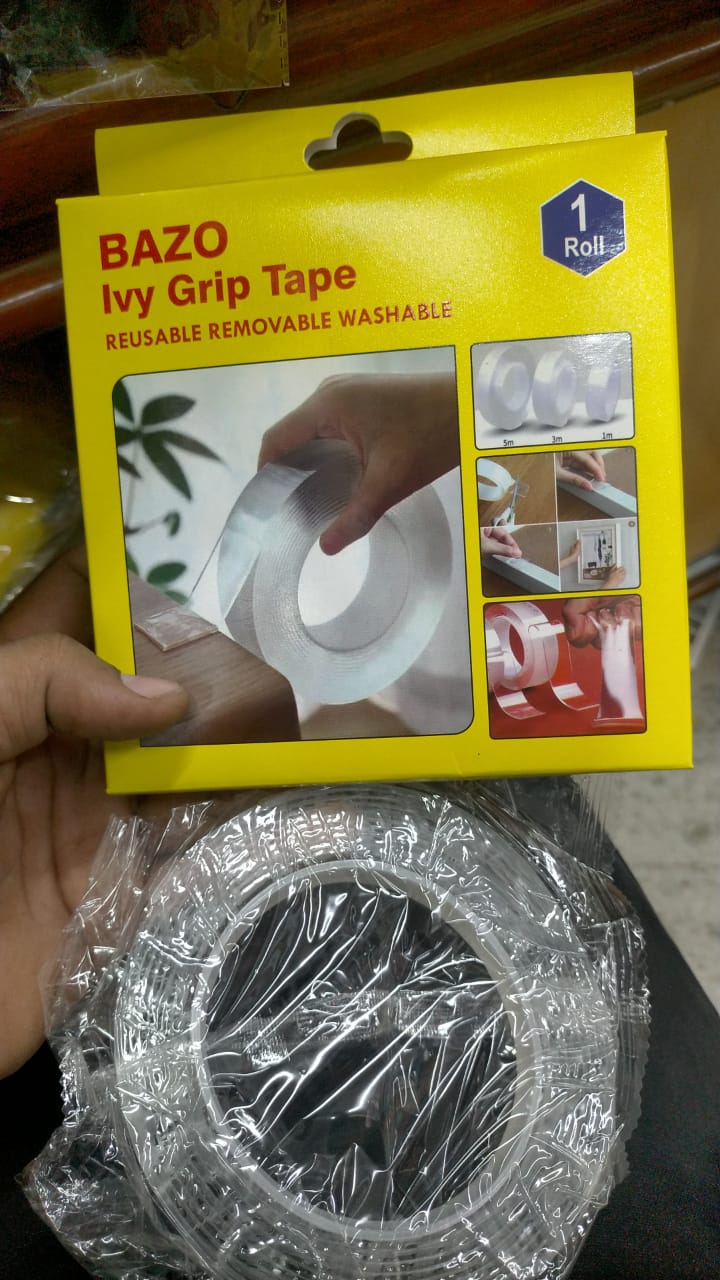 BAZO
Ivy Grip Tape
REUSABLE REMOVABLE WASHABLE
1
Roll
5m
3m
1m